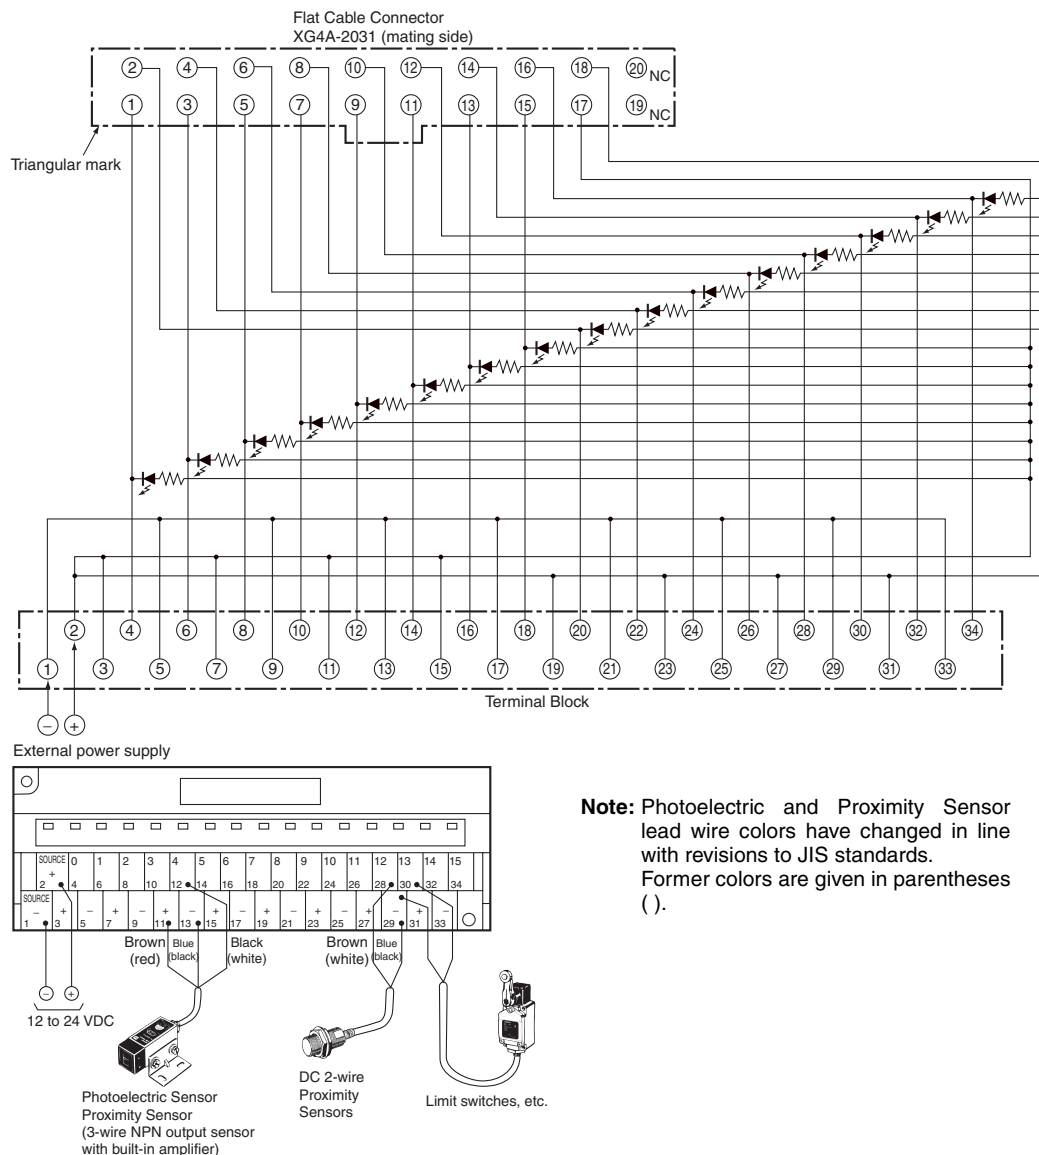 Flat Cable Connector
XG4A-2031 (mating side)
2 4 6 8 10 12 14 16 18 20 NC
1 3 5 7 9 11 13 15 17 19 NC
Triangular mark
2 4 6 8 10 12 14 16 18 20 22 24 26 28 30 32 34
1 3 5 7 9 11 13 15 17 19 21 23 25 27 29 31 33
Terminal Block
− +
External power supply
SOURCE 0 1 2 3 4 5 6 7 8 9 10 11 12 13 14 15
+
2 4 6 8 10 12 14 16 18 20 22 24 26 28 30 32 34
SOURCE
− + − + − + − + − + − + − + − + −
1 3 5 7 9 11 13 15 17 19 21 23 25 27 29 31 33
Brown Blue Black Brown Blue
(red) (black) (white) (white) (black)
− +
12 to 24 VDC
Photoelectric Sensor
Proximity Sensor
(3-wire NPN output sensor
with built-in amplifier)
DC 2-wire
Proximity
Sensors
Limit switches, etc.
Note: Photoelectric and Proximity Sensor
lead wire colors have changed in line
with revisions to JIS standards.
Former colors are given in parentheses
( ).